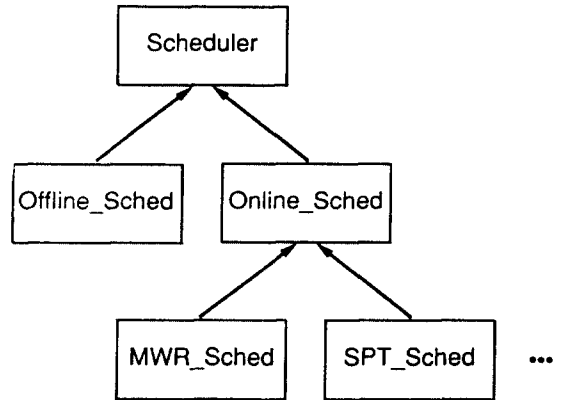 Scheduler
Offline_Sched
Online_Sched
MWR_Sched
SPT_Sched
...